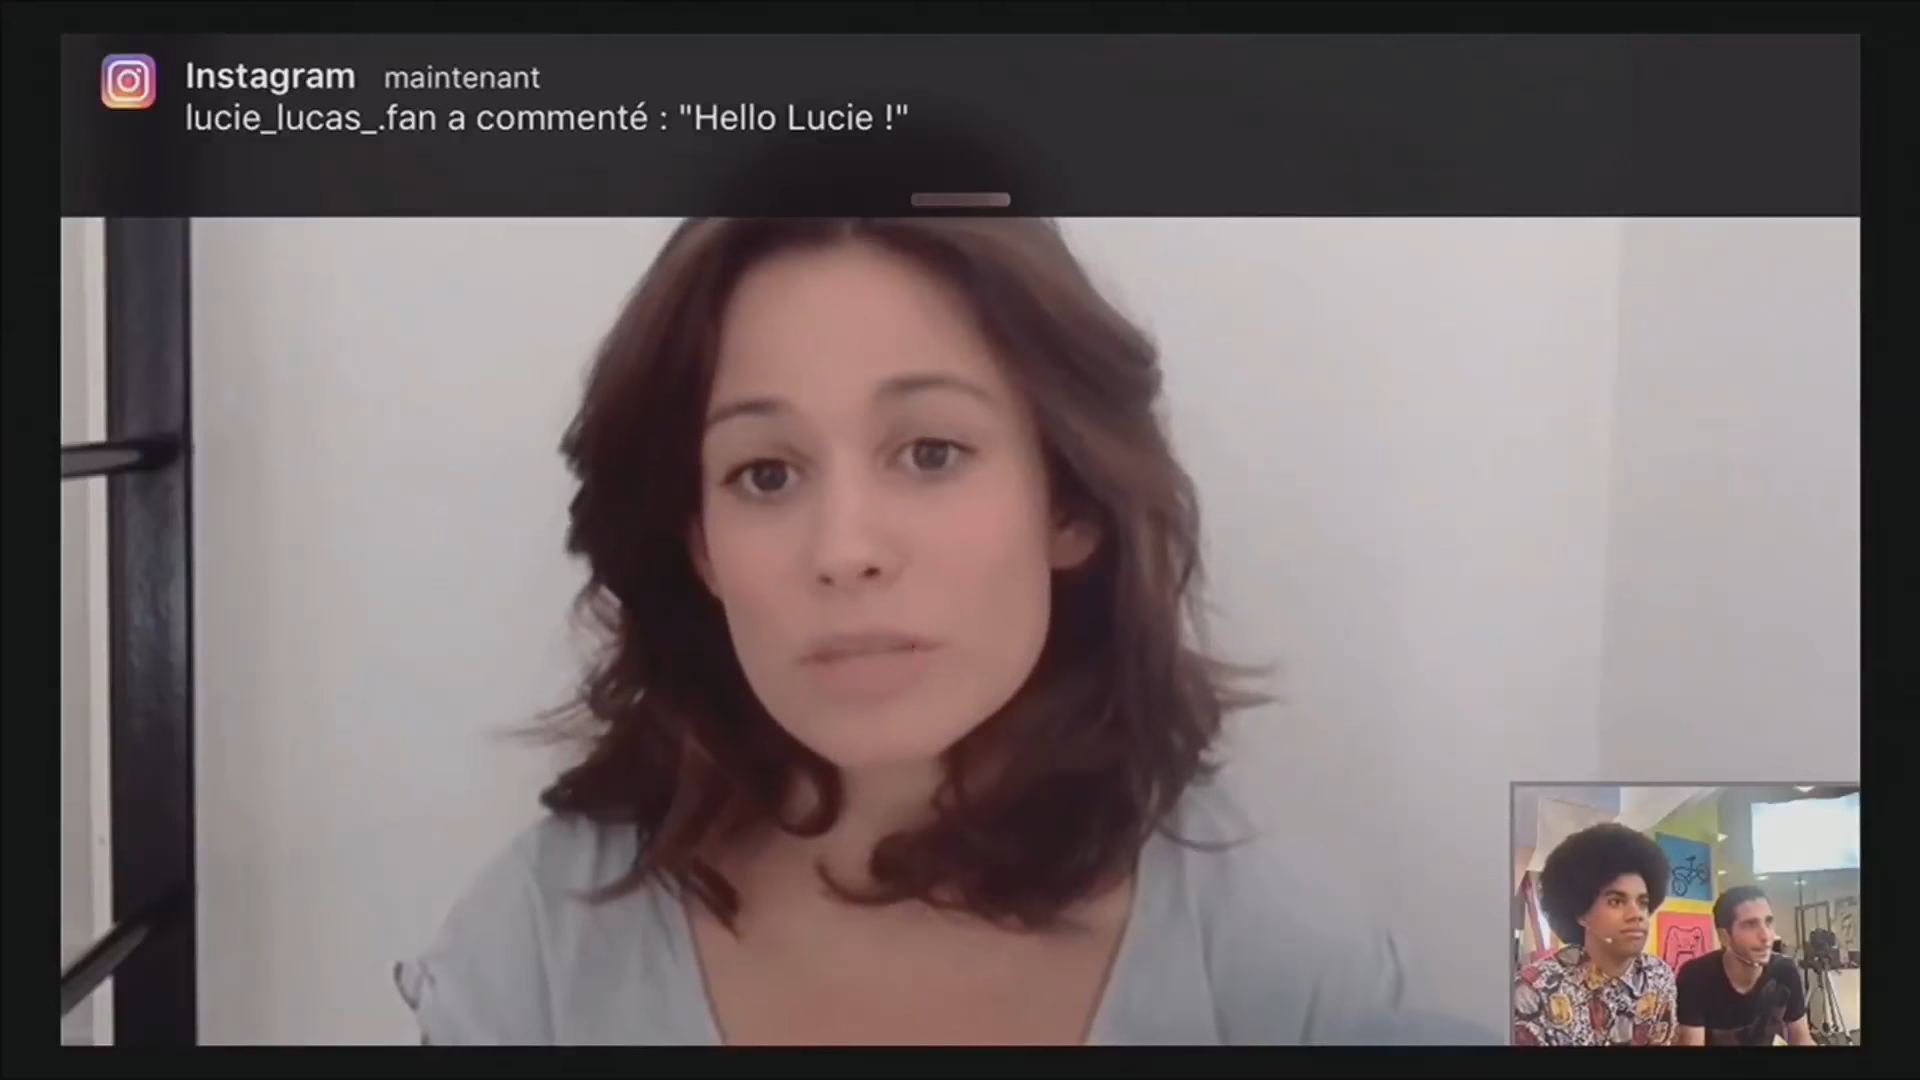 Instagram maintenant
lucie_lucas_.fan a commenté : "Hello Lucie !"